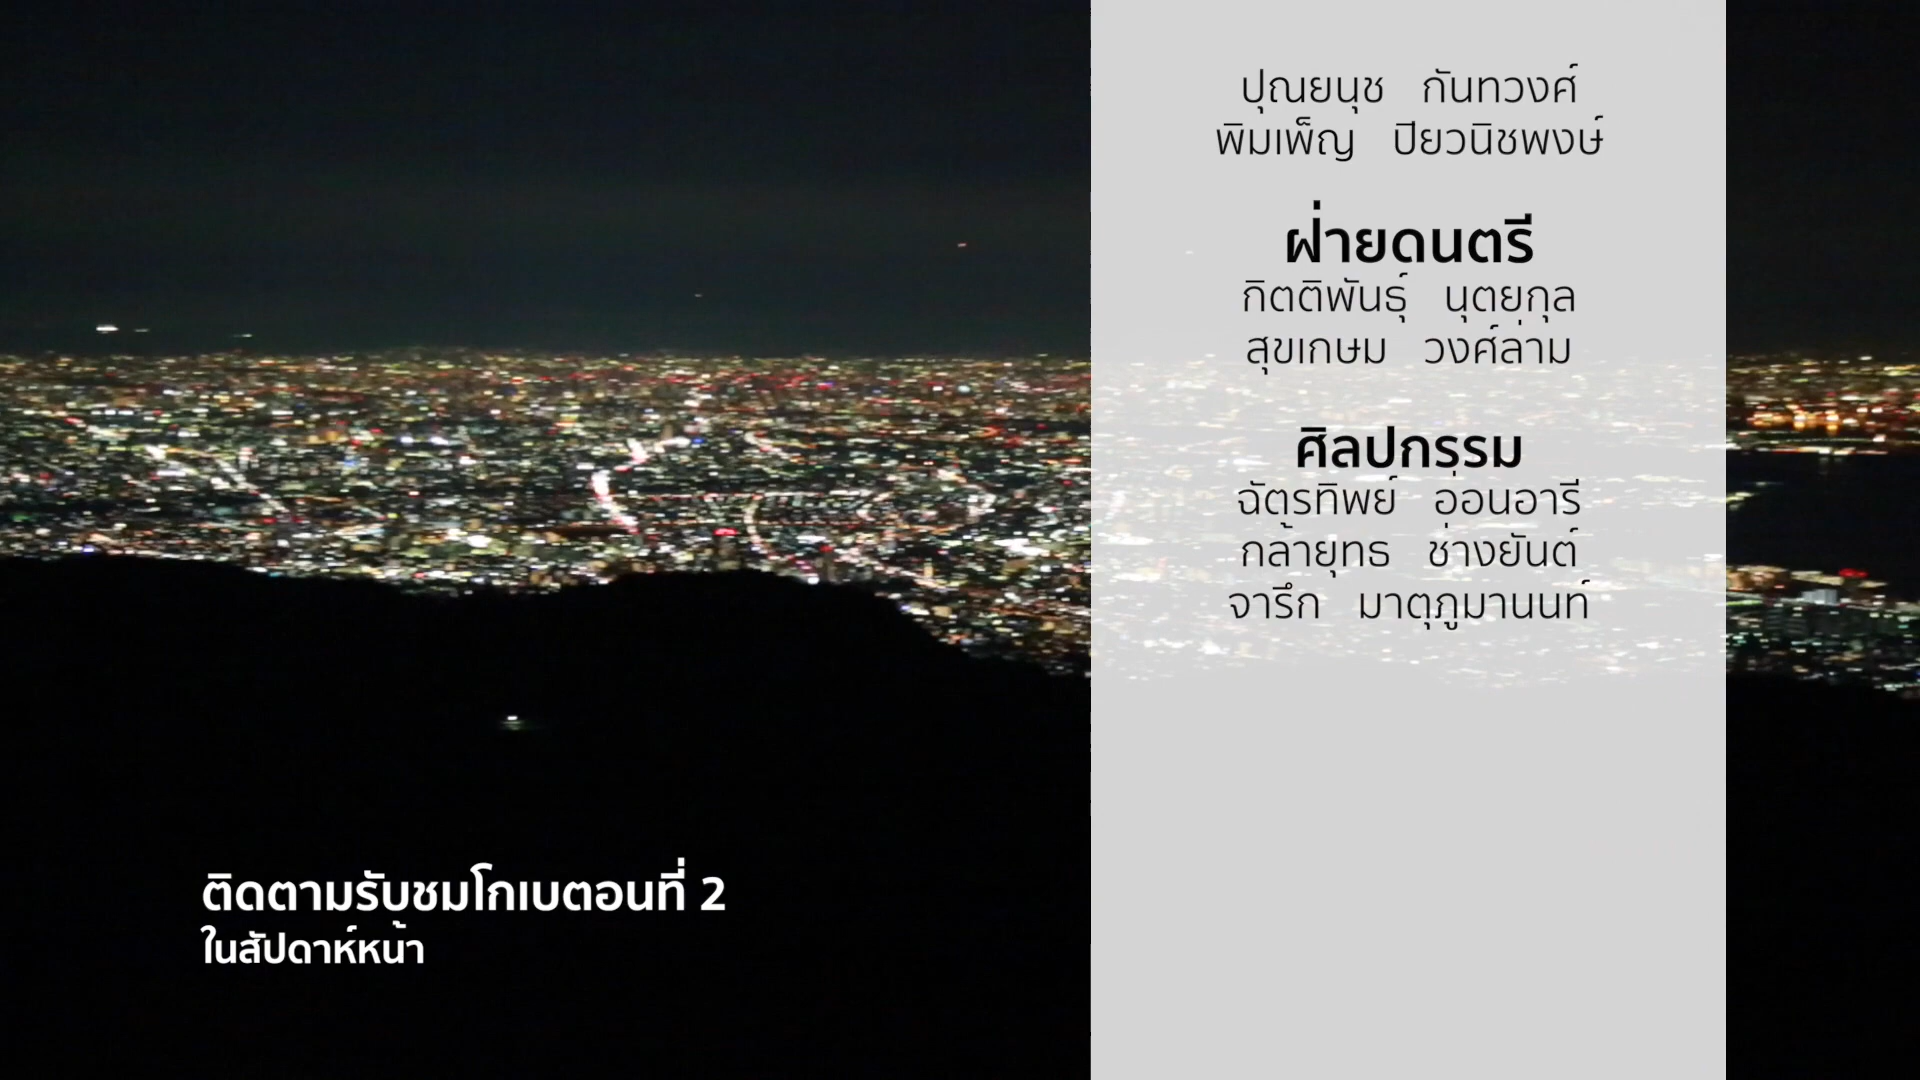 ปุณยนุช กันทวงศ์
พิมเพ็ญ ปิยวนิชพงษ์
ฝ่ายดนตรี
กิตติพันธุ์ นุตยกุล
สุขเกษม วงศ์ล่าม
ศิลปกรรม
ฉัตรทิพย์ อ่อนอารี
กล้ายุทธ ช่างยันต์
จารึก มาตุภูมานนท์
ติดตามรับชมโกเบตอนที่ 2
ในสัปดาห์หน้า